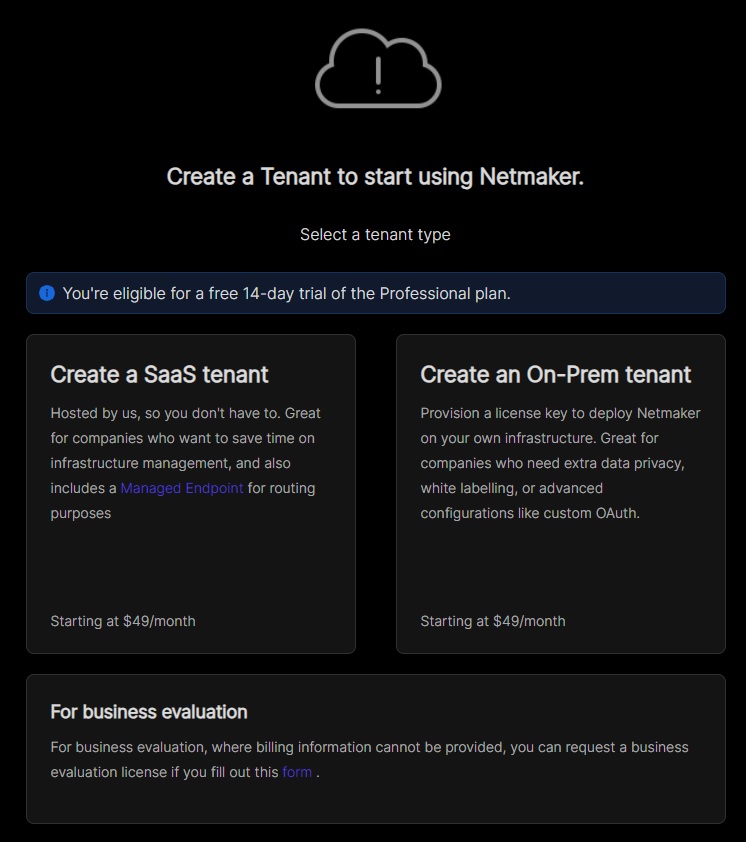 Create a Tenant to start using Netmaker.
Select a tenant type
You're eligible for a free 14-day trial of the Professional plan.
Create a SaaS tenant
Hosted by us, so you don't have to. Great
for companies who want to save time on
infrastructure management, and also
includes a Managed Endpoint for routing
purposes
Starting at $49/month
Create an On-Prem tenant
Provision a license key to deploy Netmaker
on your own infrastructure. Great for
companies who need extra data privacy,
white labelling, or advanced
configurations like custom OAuth.
Starting at $49/month
For business evaluation
For business evaluation, where billing information cannot be provided, you can request a business
evaluation license if you fill out this form .